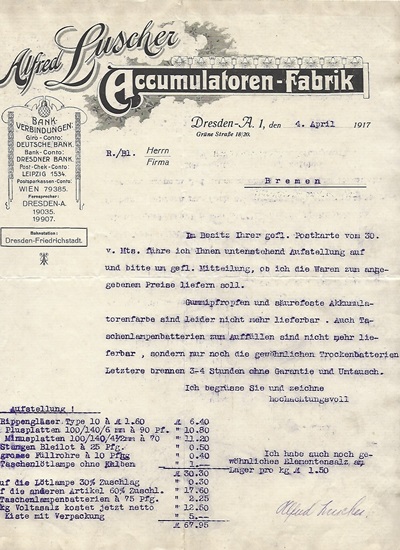 Alfred Luscher
Accumulatoren-Fabrik
Dresden-A. 1, den 4. April 1917
Grüne Straße 18/20.
BANK-
VERBINDUNGEN:
Giro-Conto:
DEUTSCHE BANK.
Bank-Conto:
DRESDNER BANK.
Post-Chek-Conto:
LEIPZIG 1534.
Postsparkassen-Conto:
WIEN 79385.
Fernsprecher:
DRESDEN-A.
19035.
19907.
Bahnstation:
Dresden-Friedrichstadt.
R./Bl. Herrn
Firma
Bremen
Im Besitz Ihrer gefl. Postkarte vom 30.
v. Mts. führe ich Ihnen untenstehend Aufstellung auf
und bitte um gefl. Mitteilung, ob ich die Waren zum ange-
gebenen Preise liefern soll.
Gummipfropfen und säurefeste Akkumula-
torenfarbe sind leider nicht mehr lieferbar. Auch Tas-
chenlampenbatterien zum Auffüllen sind nicht mehr lie-
ferbar , sondern nur noch die gewöhnlichen Trockenbatterien
Letztere brennen 3-4 Stunden ohne Garantie und Umtausch.
Ich begrüsse Sie und zeichne
hochachtungsvoll
Aufstellung !
Rippengläser Type 10 à M 1.60 M 6.40
Plusplatten 100/140/6 mm à 90 Pf. " 10.80
Minusplatten 100/140/4½mm à 70 " 11.20
Stangen Bleilot à 25 Pfg. " 0.50
grosse Füllrohre à 10 Pfg " 0.40
Taschenlötlampe ohne Kolben " 1.--
M 30.30
auf die Lötlampe 30% Zuschlag " 0.30
auf die anderen Artikel 60% Zuschl. " 17.60
Taschenlampenbatterien à 75 Pfg. " 2.25
kg Voltasalz kostet jetzt netto " 12.50
Kiste mit Verpackung " 5.--
M 67.95
Ich habe auch noch ge-
wöhnliches Elementensalz am
Lager pro kg M 1.50
Alfred Luscher